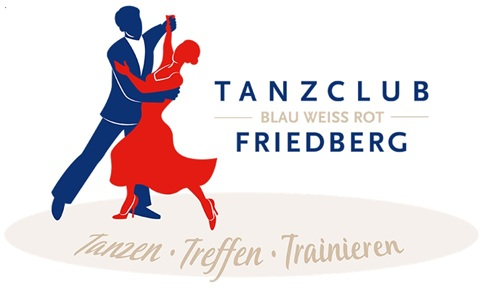 TANZCLUB
BLAU WEISS ROT
FRIEDBERG
Tanzen · Treffen · Trainieren